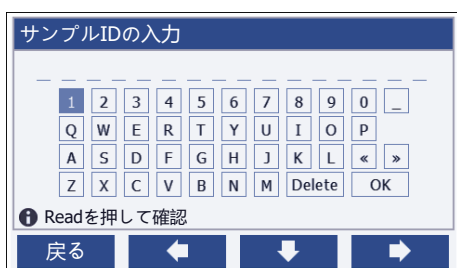 サンプルIDの入力
1 2 3 4 5 6 7 8 9 0 _
Q W E R T Y U I O P
A S D F G H J K L « »
Z X C V B N M Delete OK
Readを押して確認
戻る